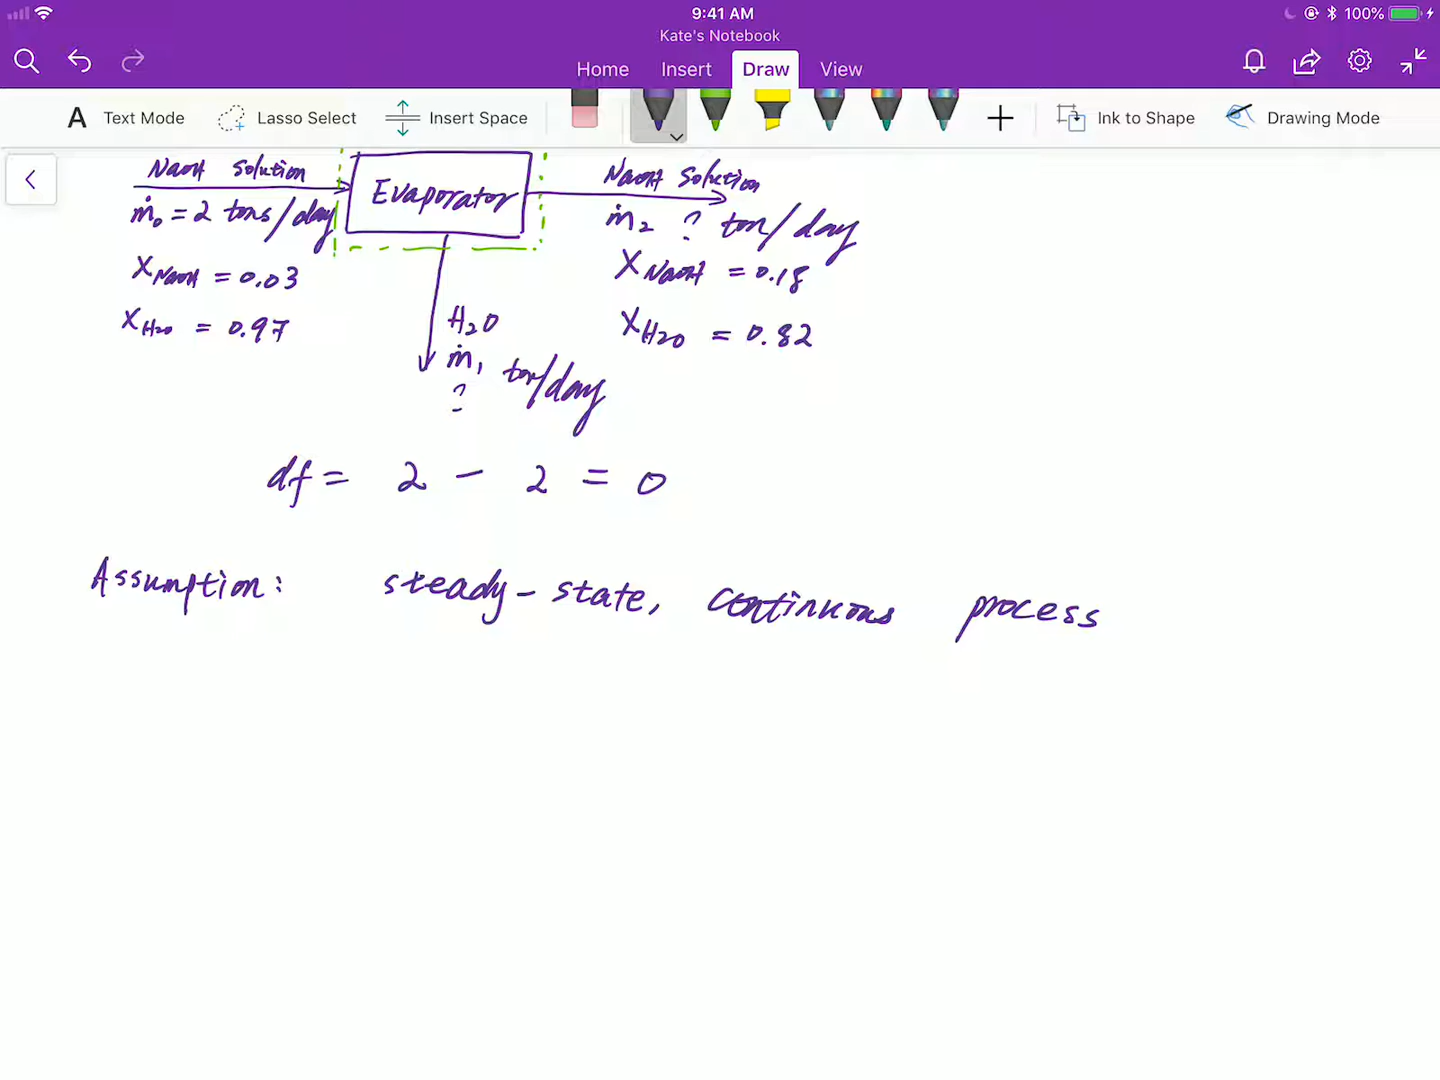 9:41 AM
100%
Kate's Notebook
Home Insert Draw View
A Text Mode Lasso Select Insert Space Ink to Shape Drawing Mode
NaOH Solution
Evaporator
NaOH Solution
ṁ₀ = 2 tons/day
ṁ₂ ? ton/day
X NaOH = 0.03
X NaOH = 0.18
X H₂O = 0.97
X H₂O = 0.82
H₂O
ṁ₁ ton/day
?
df = 2 - 2 = 0
Assumption: steady-state, continuous process